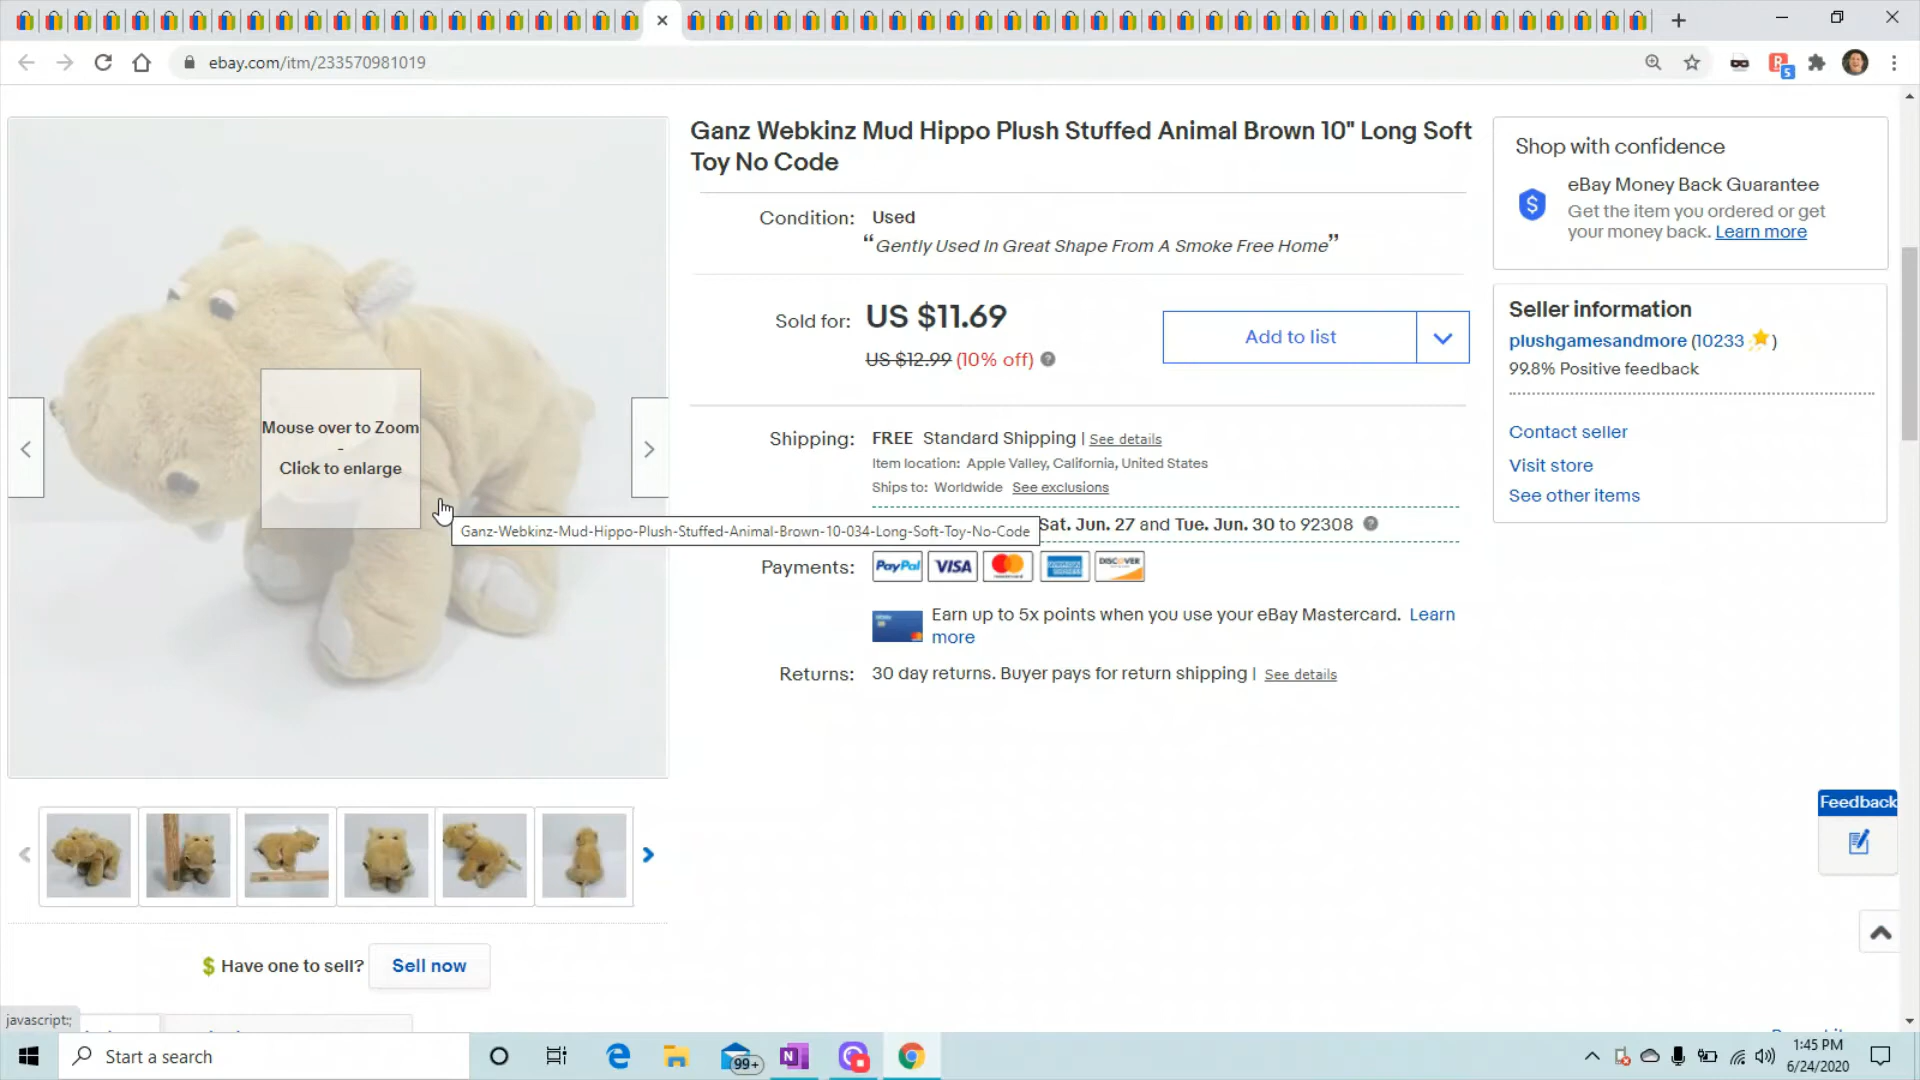 ebay.com/itm/233570981019
5
Ganz Webkinz Mud Hippo Plush Stuffed Animal Brown 10" Long Soft
Toy No Code
Condition: Used
“Gently Used In Great Shape From A Smoke Free Home”
Sold for: US $11.69
US $12.99 (10% off) ?
Add to list
Shipping: FREE Standard Shipping | See details
Item location: Apple Valley, California, United States
Ships to: Worldwide See exclusions
Sat. Jun. 27 and Tue. Jun. 30 to 92308 ?
Payments: PayPal VISA DISCOVER
Earn up to 5x points when you use your eBay Mastercard. Learn
more
Returns: 30 day returns. Buyer pays for return shipping | See details
Mouse over to Zoom
-
Click to enlarge
Ganz-Webkinz-Mud-Hippo-Plush-Stuffed-Animal-Brown-10-034-Long-Soft-Toy-No-Code
Shop with confidence
eBay Money Back Guarantee
Get the item you ordered or get
your money back. Learn more
Seller information
plushgamesandmore (10233 )
99.8% Positive feedback
Contact seller
Visit store
See other items
Feedback
$ Have one to sell? Sell now
javascript:;
Start a search
99+
1:45 PM
6/24/2020